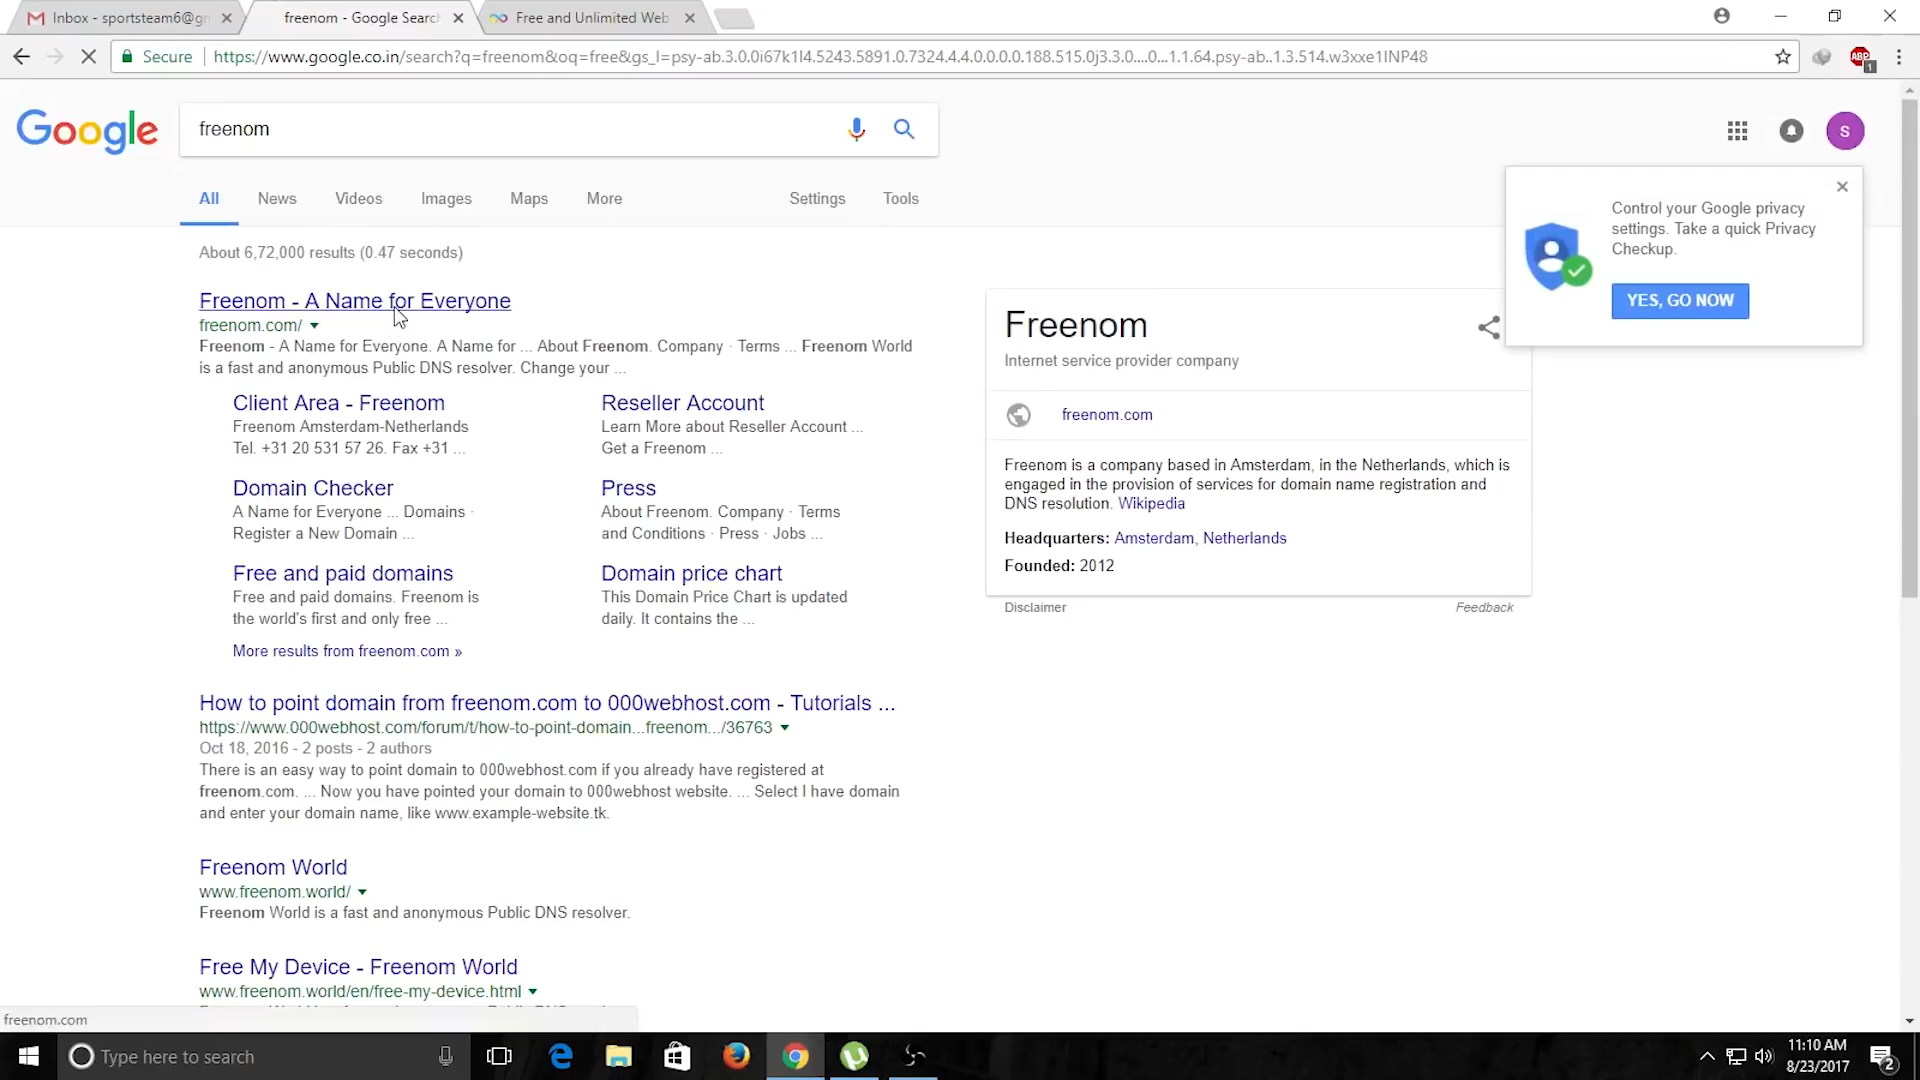 Inbox - sportsteam6@gr
freenom - Google Search
Free and Unlimited Web
Secure
https://www.google.co.in/search?q=freenom&oq=free&gs_l=psy-ab.3.0.0i67k1l4.5243.5891.0.7324.4.4.0.0.0.0.188.515.0j3.3.0....0...1.1.64.psy-ab..1.3.514.w3xxe1lNP48
ABP
1
Google
freenom
S
All
News
Videos
Images
Maps
More
Settings
Tools
Control your Google privacy
settings. Take a quick Privacy
Checkup.
YES, GO NOW
About 6,72,000 results (0.47 seconds)
Freenom - A Name for Everyone
freenom.com/
Freenom - A Name for Everyone. A Name for ... About Freenom. Company · Terms ... Freenom World
is a fast and anonymous Public DNS resolver. Change your ...
Client Area - Freenom
Freenom Amsterdam-Netherlands
Tel. +31 20 531 57 26. Fax +31 ...
Reseller Account
Learn More about Reseller Account ...
Get a Freenom ...
Domain Checker
A Name for Everyone ... Domains ·
Register a New Domain ...
Press
About Freenom. Company · Terms
and Conditions · Press · Jobs ...
Free and paid domains
Free and paid domains. Freenom is
the world's first and only free ...
Domain price chart
This Domain Price Chart is updated
daily. It contains the ...
More results from freenom.com »
How to point domain from freenom.com to 000webhost.com - Tutorials ...
https://www.000webhost.com/forum/t/how-to-point-domain...freenom.../36763
Oct 18, 2016 - 2 posts - 2 authors
There is an easy way to point domain to 000webhost.com if you already have registered at
freenom.com. ... Now you have pointed your domain to 000webhost website. ... Select I have domain
and enter your domain name, like www.example-website.tk.
Freenom World
www.freenom.world/
Freenom World is a fast and anonymous Public DNS resolver.
Free My Device - Freenom World
www.freenom.world/en/free-my-device.html
Freenom
Internet service provider company
freenom.com
Freenom is a company based in Amsterdam, in the Netherlands, which is
engaged in the provision of services for domain name registration and
DNS resolution. Wikipedia
Headquarters: Amsterdam, Netherlands
Founded: 2012
Disclaimer
Feedback
freenom.com
Type here to search
11:10 AM
8/23/2017
2